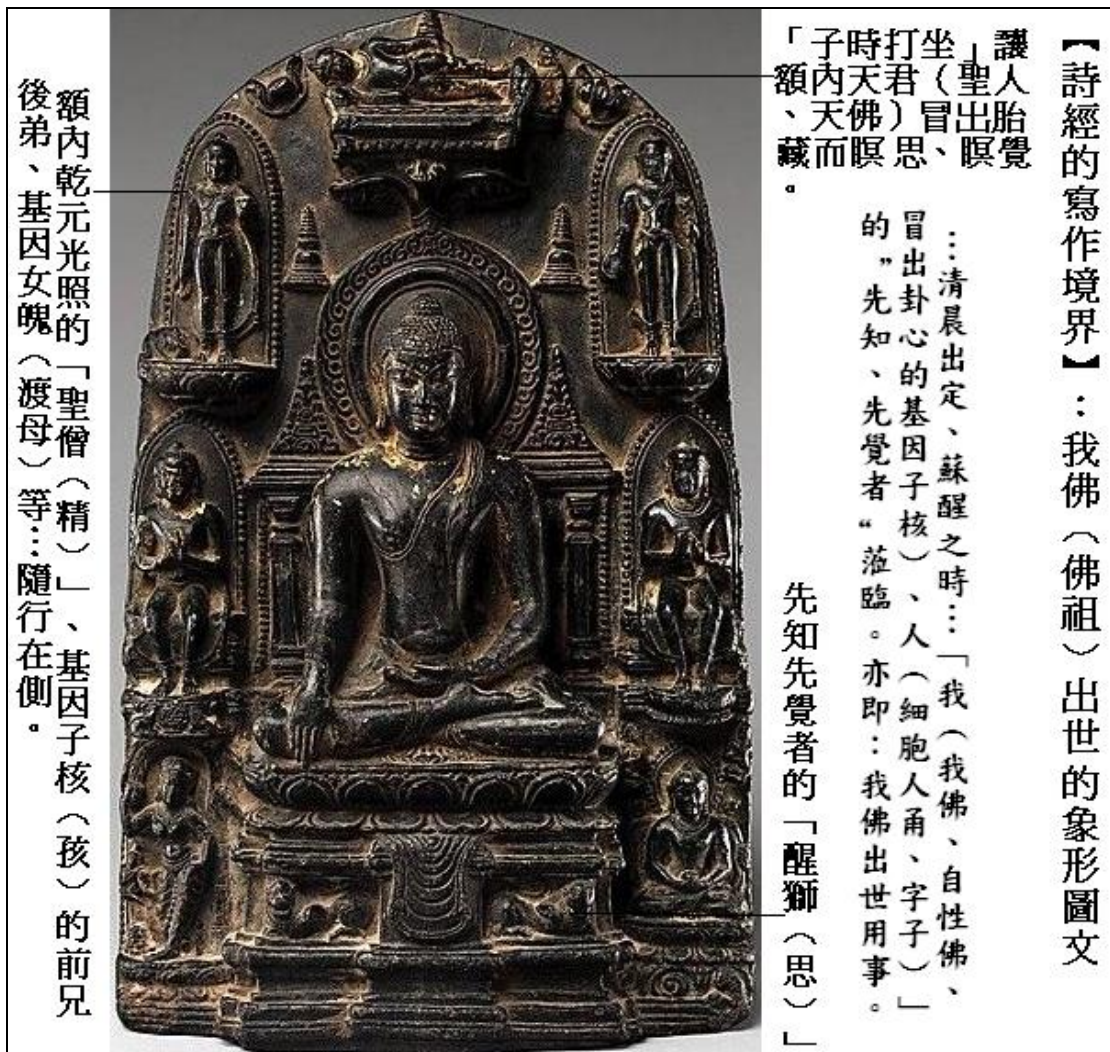 【詩經的寫作境界】:我佛(佛祖)出世的象形圖文
「子時打坐」讓
額內天君(聖人
、天佛)冒出胎
藏而瞑思、瞑覺
。
…清晨出定、蘇醒之時…「我(我佛、自性佛、
冒出卦心的基因子核)、人(細胞人甬、字子)」
的”先知、先覺者“蒞臨。亦即:我佛出世用事。
先知先覺者的「醒獅(思)」
額內乾元光照的「聖僧(精)」、基因子核(孩)的前兄
後弟、基因女魄(渡母)等…隨行在側。